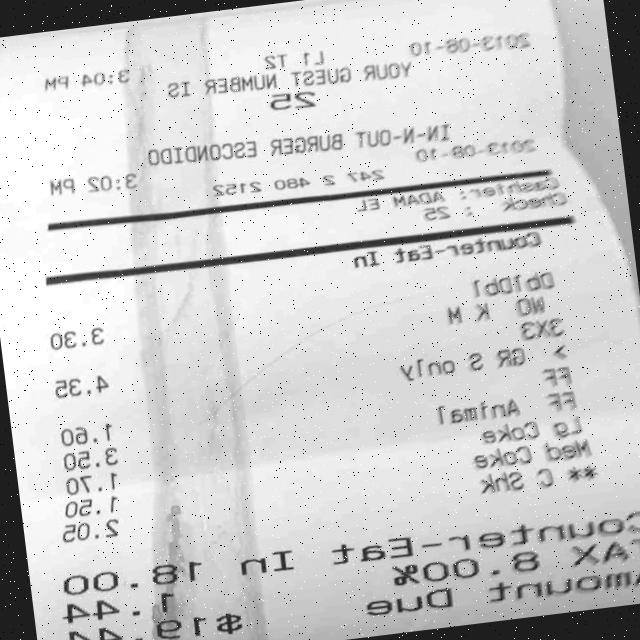 2013-08-10 L1 T2 3:04 PM
YOUR GUEST NUMBER IS
25
IN-N-OUT BURGER ESCONDIDO
2013-08-10 3:02 PM
247 2 480 2152
Cashier: ADAM EL
Check : 25
Counter-Eat In
DblDbl 3.30
WO K M
3X3 4.35
> GR S only
FF 1.60
FF Animal 3.50
Lg Coke 1.70
Med Coke 1.50
** C Shk 2.05
Counter-Eat In 18.00
TAX 8.00% 1.44
Amount Due $19.44